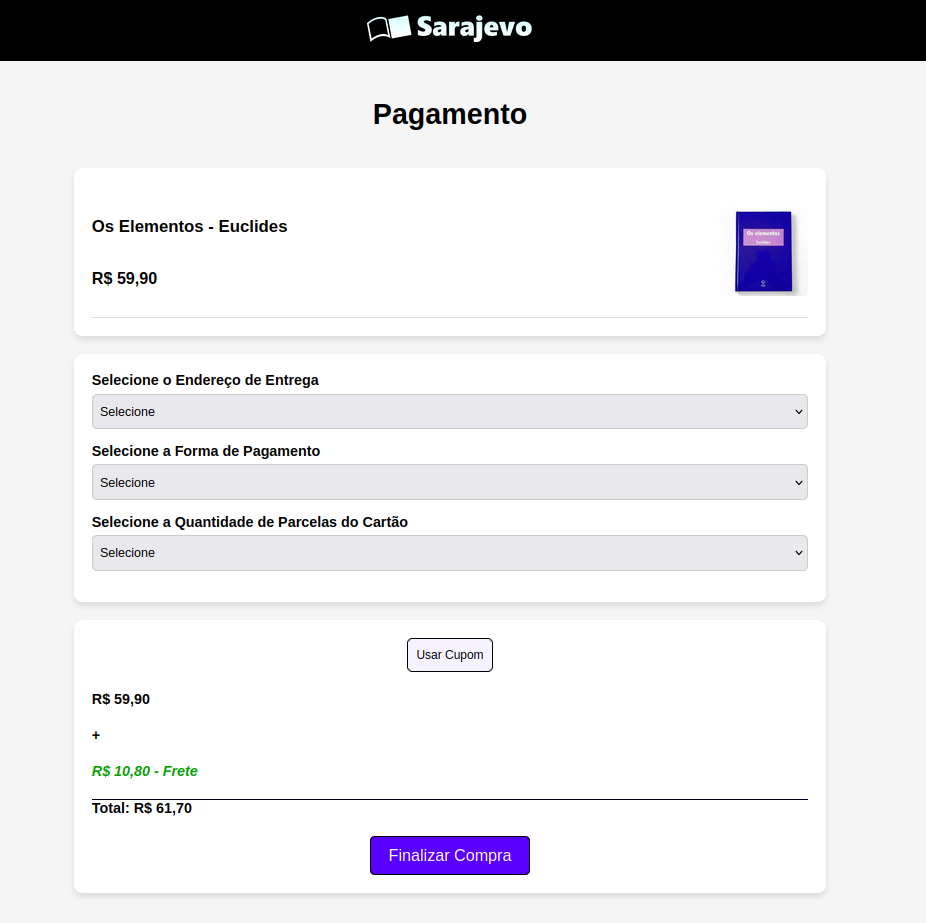 Sarajevo
Pagamento
Os Elementos - Euclides
R$ 59,90
Os elementos
Euclides
Selecione o Endereço de Entrega
Selecione
Selecione a Forma de Pagamento
Selecione
Selecione a Quantidade de Parcelas do Cartão
Selecione
Usar Cupom
R$ 59,90
+
R$ 10,80 - Frete
Total: R$ 61,70
Finalizar Compra